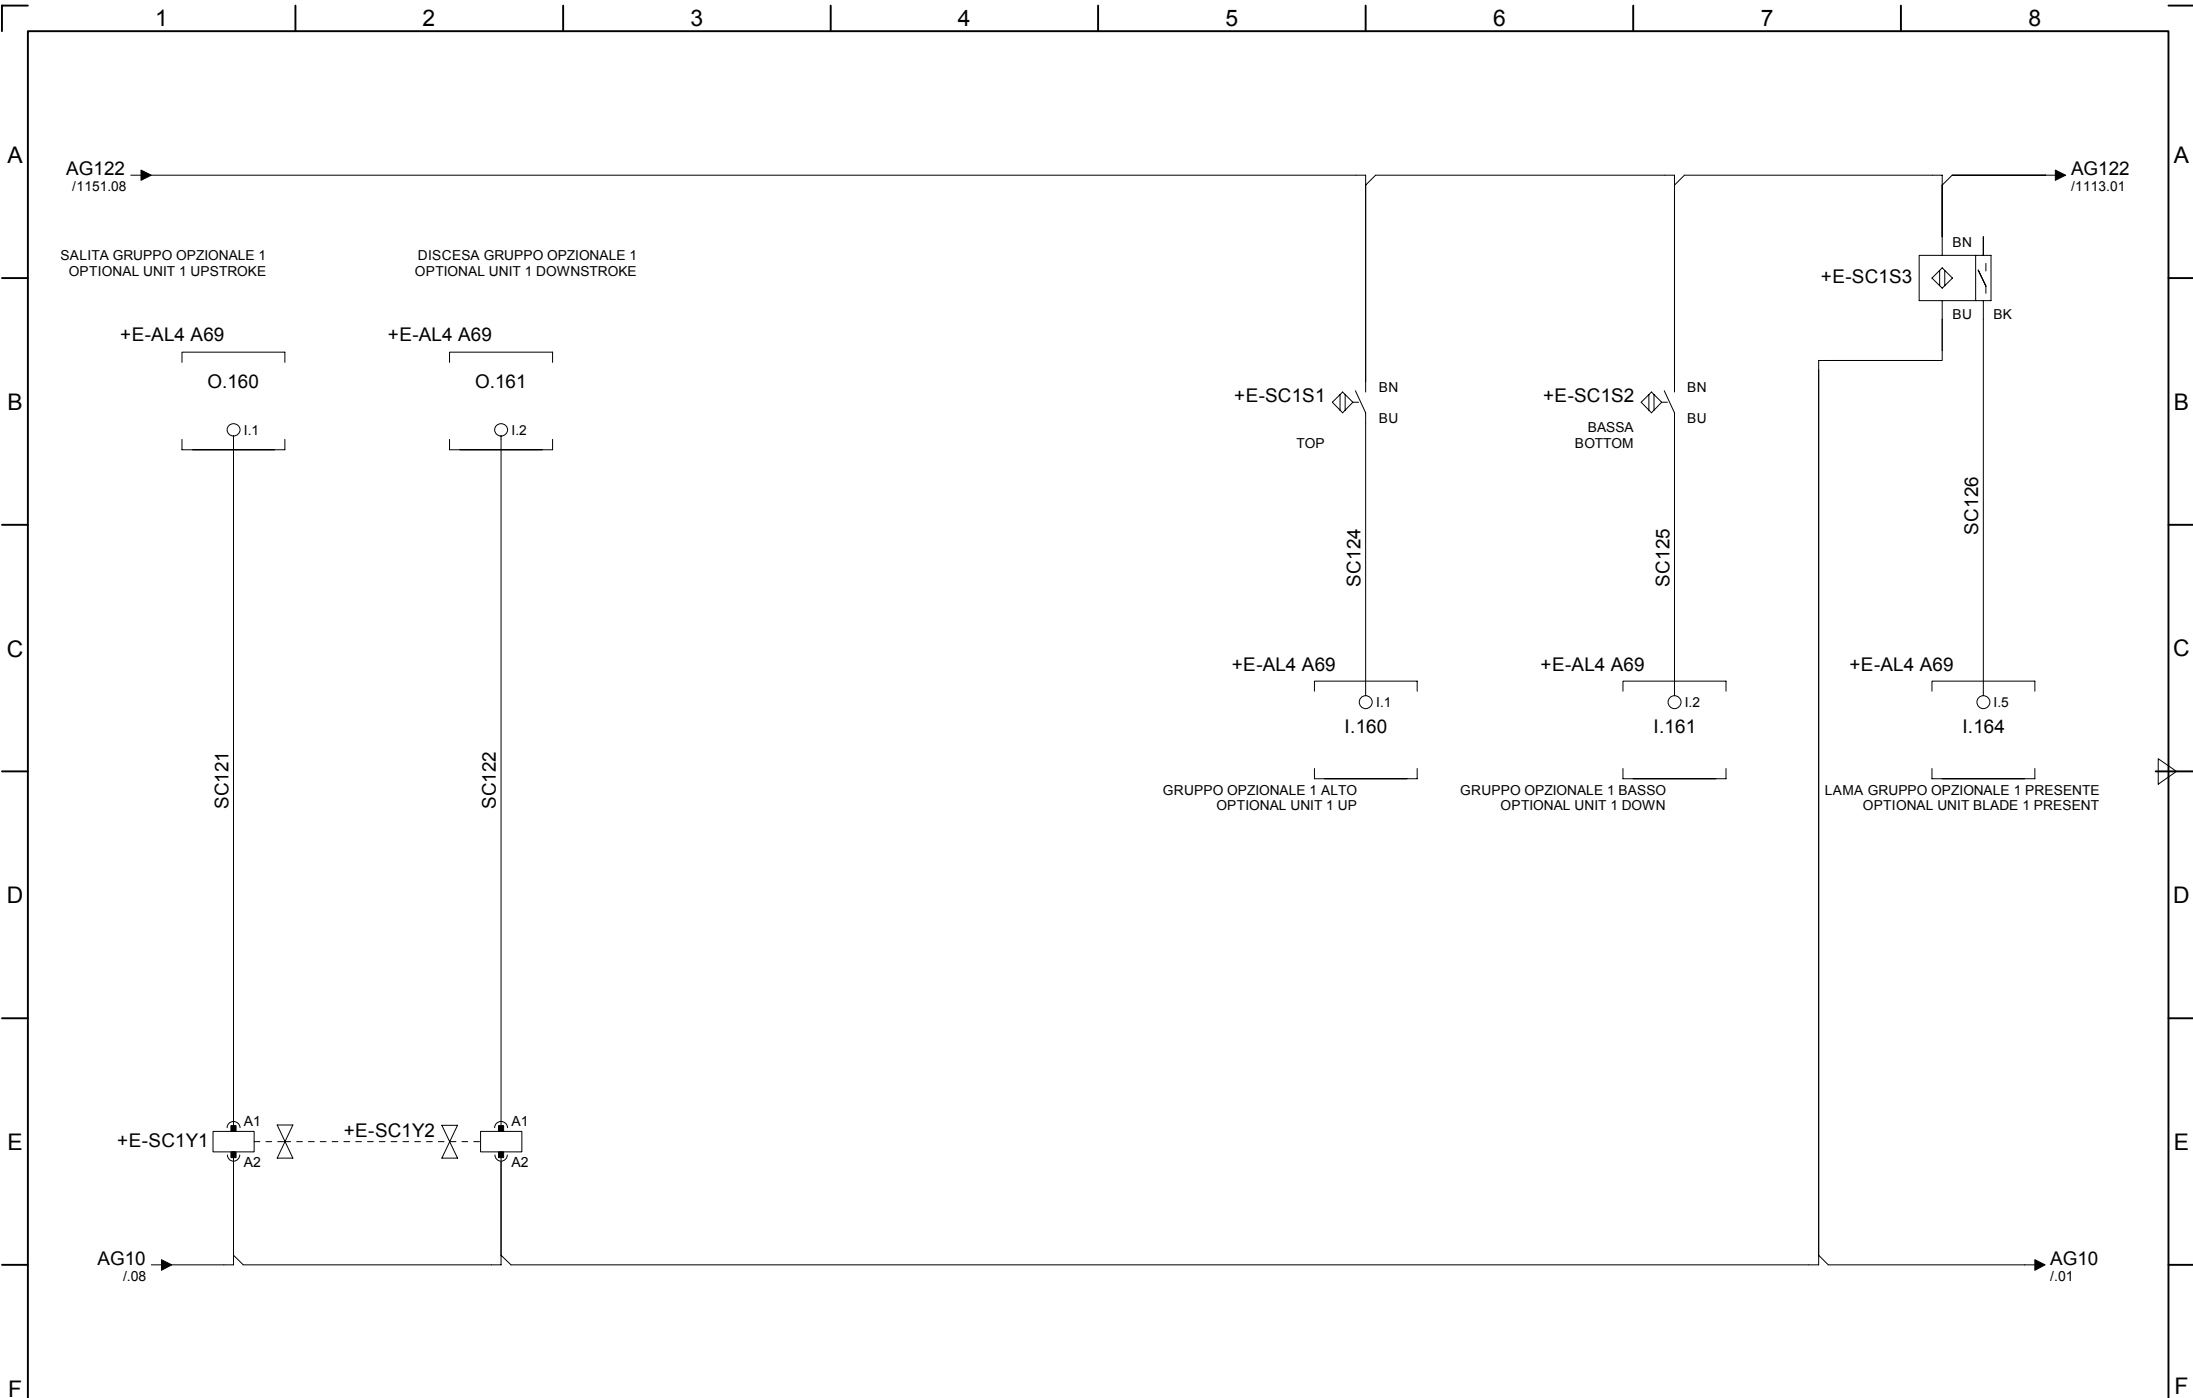 1 2 3 4 5 6 7 8
A A
AG122
/1151.08
AG122
/1113.01
SALITA GRUPPO OPZIONALE 1
OPTIONAL UNIT 1 UPSTROKE
DISCESA GRUPPO OPZIONALE 1
OPTIONAL UNIT 1 DOWNSTROKE
BN
+E-SC1S3
BU BK
+E-AL4 A69
O.160
I.1
+E-AL4 A69
O.161
I.2
B B
+E-SC1S1
BN
BU
TOP
+E-SC1S2
BN
BU
BASSA
BOTTOM
SC124
SC125
SC126
C C
+E-AL4 A69
I.1
I.160
GRUPPO OPZIONALE 1 ALTO
OPTIONAL UNIT 1 UP
+E-AL4 A69
I.2
I.161
GRUPPO OPZIONALE 1 BASSO
OPTIONAL UNIT 1 DOWN
+E-AL4 A69
I.5
I.164
LAMA GRUPPO OPZIONALE 1 PRESENTE
OPTIONAL UNIT BLADE 1 PRESENT
SC121
SC122
D D
E E
+E-SC1Y1
A1
A2
+E-SC1Y2
A1
A2
AG10
/.08
AG10
/.01
F F